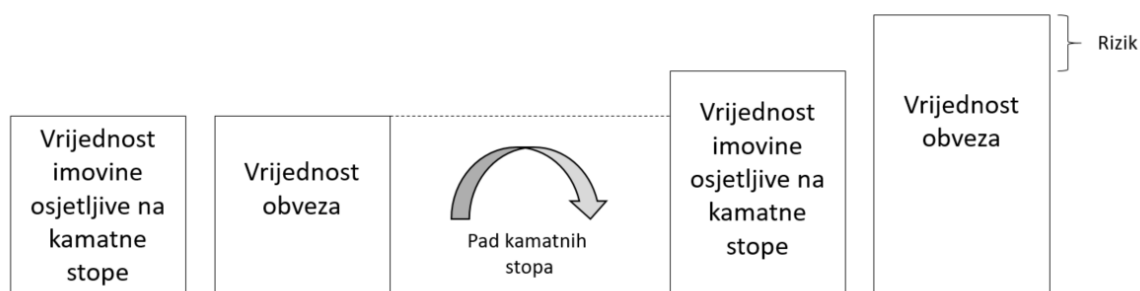 Vrijednost
imovine
osjetljive na
kamatne
stope
Vrijednost
obveza
Pad kamatnih
stopa
Vrijednost
imovine
osjetljive na
kamatne
stope
Vrijednost
obveza
Rizik